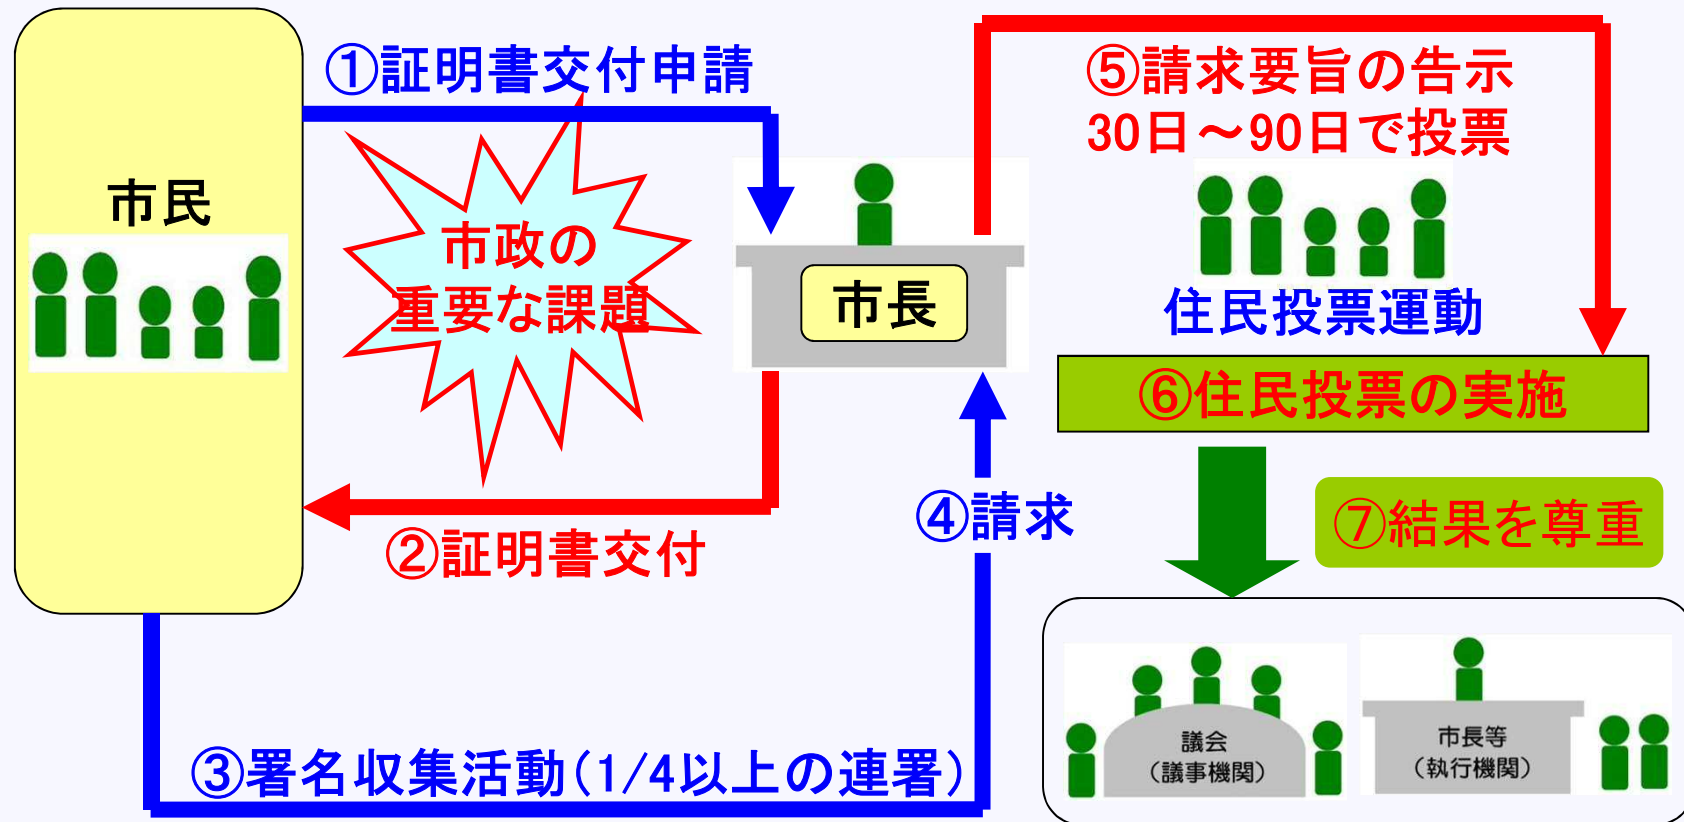 ①証明書交付申請
市民
市政の
重要な課題
市長
②証明書交付
③署名収集活動(1/4以上の連署)
④請求
⑤請求要旨の告示
30日～90日で投票
住民投票運動
⑥住民投票の実施
⑦結果を尊重
議会
(議事機関)
市長等
(執行機関)